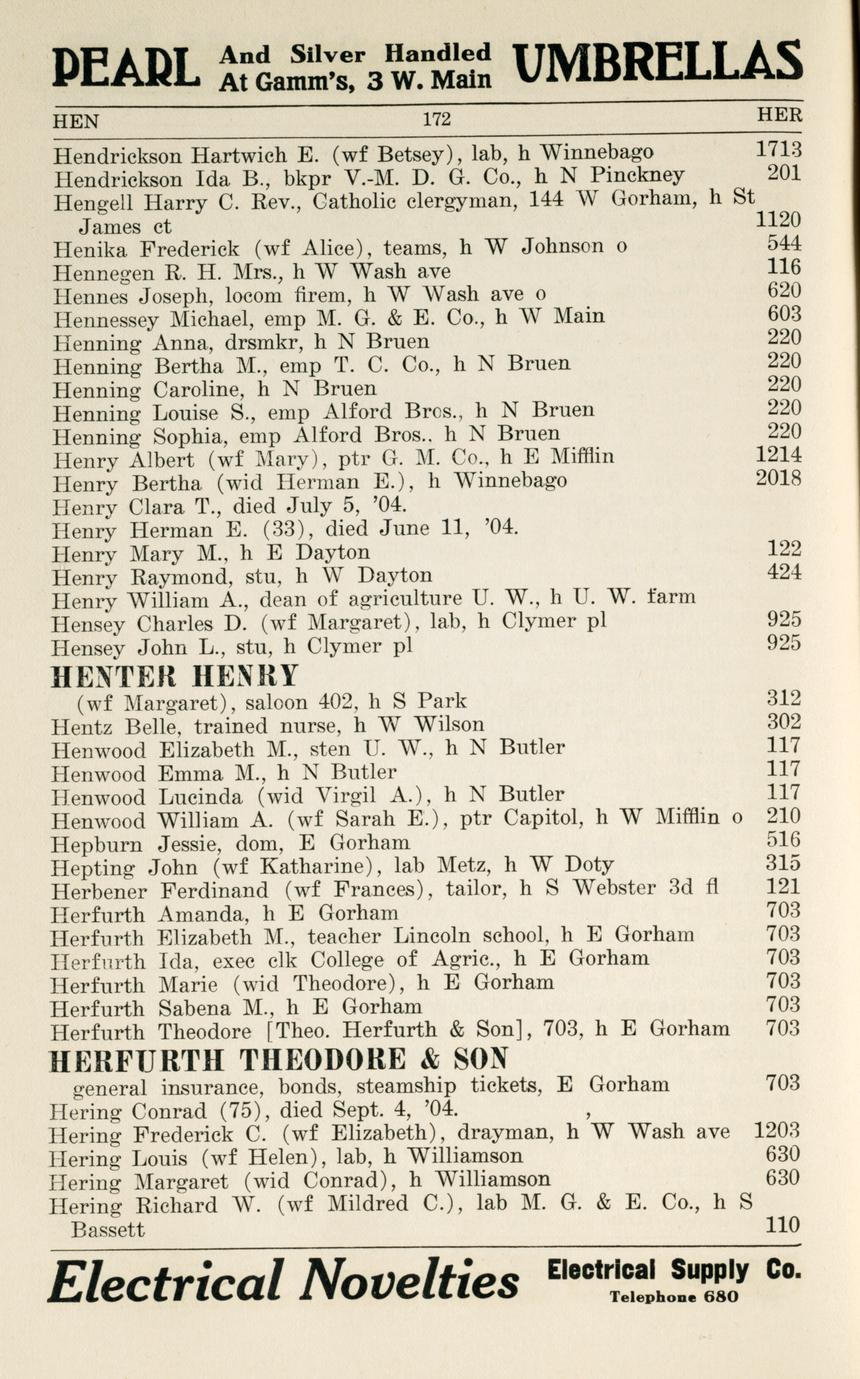 PEARL And Silver Handled At Gamm's, 3 W. Main UMBRELLAS
HEN 172 HER
Hendrickson Hartwich E. (wf Betsey), lab, h Winnebago 1713
Hendrickson Ida B., bkpr V.-M. D. G. Co., h N Pinckney 201
Hengell Harry C. Rev., Catholic clergyman, 144 W Gorham, h St
James ct 1120
Henika Frederick (wf Alice), teams, h W Johnson o 544
Hennegen R. H. Mrs., h W Wash ave 116
Hennes Joseph, locom firem, h W Wash ave o 620
Hennessey Michael, emp M. G. & E. Co., h W Main 603
Henning Anna, drsmkr, h N Bruen 220
Henning Bertha M., emp T. C. Co., h N Bruen 220
Henning Caroline, h N Bruen 220
Henning Louise S., emp Alford Bros., h N Bruen 220
Henning Sophia, emp Alford Bros.. h N Bruen 220
Henry Albert (wf Mary), ptr G. M. Co., h E Mifflin 1214
Henry Bertha (wid Herman E.), h Winnebago 2018
Henry Clara T., died July 5, '04.
Henry Herman E. (33), died June 11, '04.
Henry Mary M., h E Dayton 122
Henry Raymond, stu, h W Dayton 424
Henry William A., dean of agriculture U. W., h U. W. farm
Hensey Charles D. (wf Margaret), lab, h Clymer pl 925
Hensey John L., stu, h Clymer pl 925
HENTER HENRY
(wf Margaret), saloon 402, h S Park 312
Hentz Belle, trained nurse, h W Wilson 302
Henwood Elizabeth M., sten U. W., h N Butler 117
Henwood Emma M., h N Butler 117
Henwood Lucinda (wid Virgil A.), h N Butler 117
Henwood William A. (wf Sarah E.), ptr Capitol, h W Mifflin o 210
Hepburn Jessie, dom, E Gorham 516
Hepting John (wf Katharine), lab Metz, h W Doty 315
Herbener Ferdinand (wf Frances), tailor, h S Webster 3d fl 121
Herfurth Amanda, h E Gorham 703
Herfurth Elizabeth M., teacher Lincoln school, h E Gorham 703
Herfurth Ida, exec clk College of Agric., h E Gorham 703
Herfurth Marie (wid Theodore), h E Gorham 703
Herfurth Sabena M., h E Gorham 703
Herfurth Theodore [Theo. Herfurth & Son], 703, h E Gorham 703
HERFURTH THEODORE & SON
general insurance, bonds, steamship tickets, E Gorham 703
Hering Conrad (75), died Sept. 4, '04. ,
Hering Frederick C. (wf Elizabeth), drayman, h W Wash ave 1203
Hering Louis (wf Helen), lab, h Williamson 630
Hering Margaret (wid Conrad), h Williamson 630
Hering Richard W. (wf Mildred C.), lab M. G. & E. Co., h S
Bassett 110
Electrical Novelties Electrical Supply Co.
Telephone 680